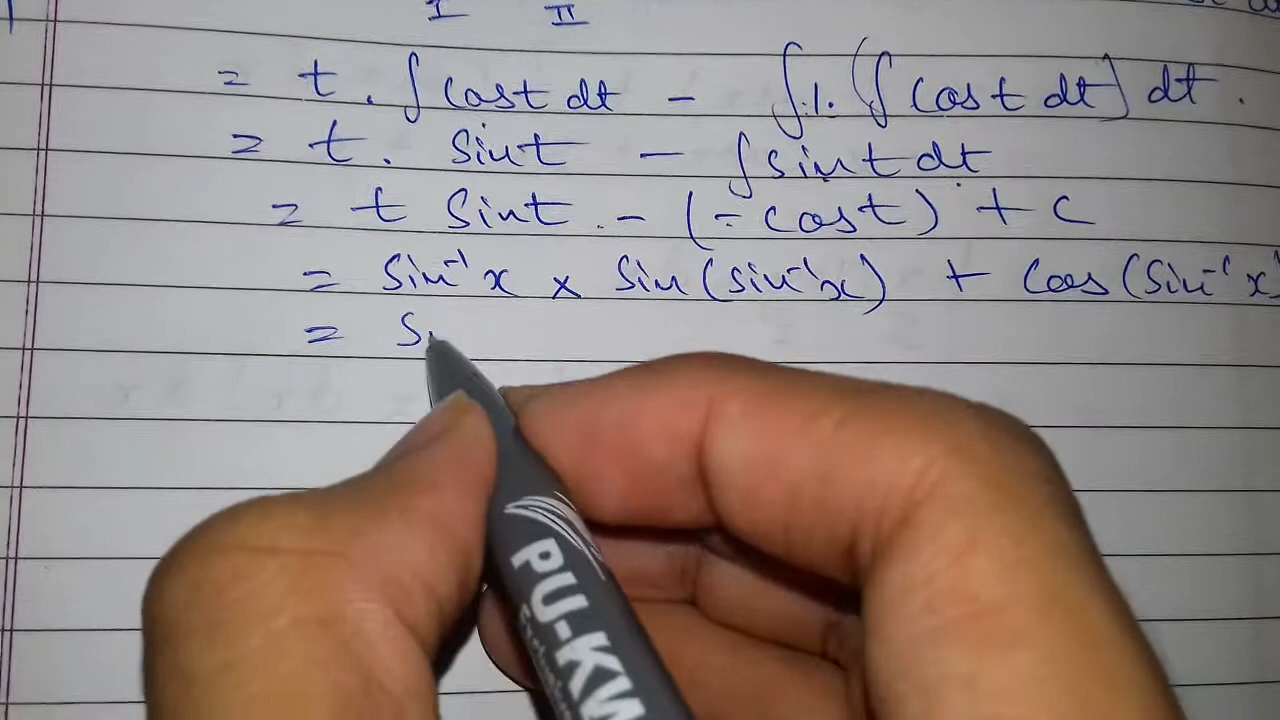 I II
= t . ∫ cost dt - ∫ 1. (∫ cost dt) dt .
= t . sint - ∫ sint dt
= t sint - (-cost) + c
= sin⁻¹x × sin(sin⁻¹x) + cos(sin⁻¹x)
= S
PU-KW